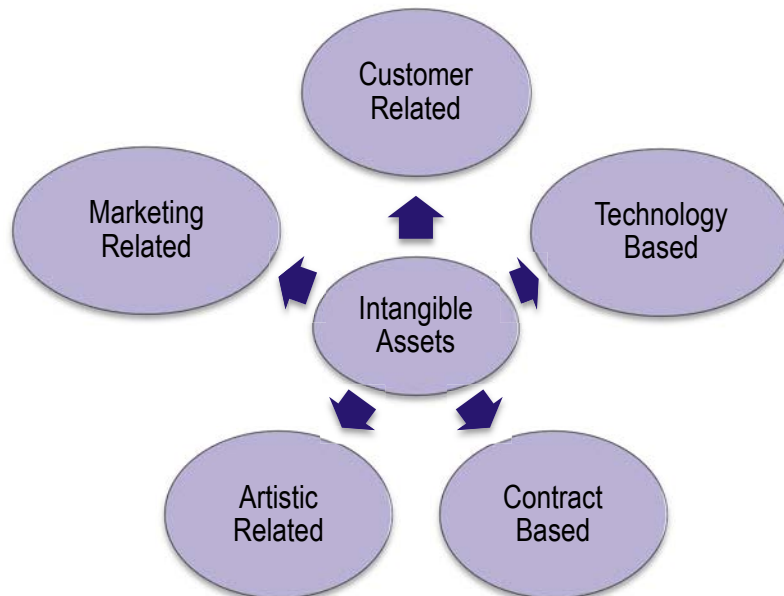 Customer
Related
Marketing
Related
Technology
Based
Intangible
Assets
Artistic
Related
Contract
Based